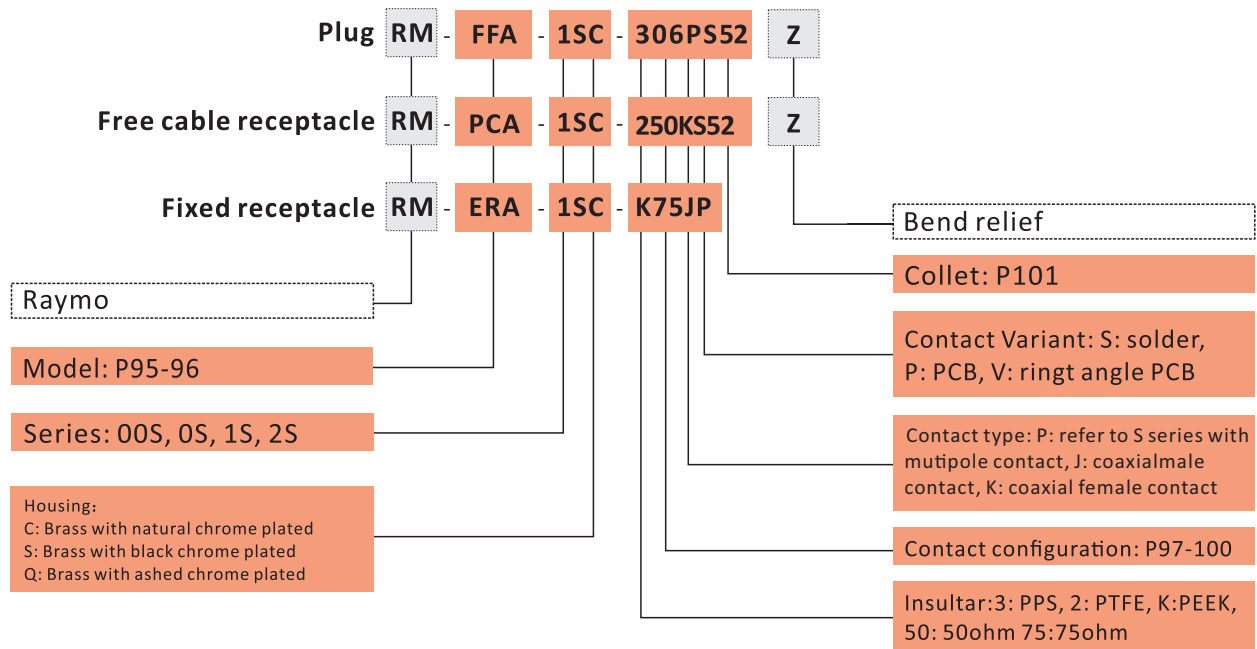 Plug RM - FFA - 1SC - 306PS52 Z
Free cable receptacle RM - PCA - 1SC - 250KS52 Z
Fixed receptacle RM - ERA - 1SC - K75JP
Raymo
Model: P95-96
Series: 00S, 0S, 1S, 2S
Housing:
C: Brass with natural chrome plated
S: Brass with black chrome plated
Q: Brass with ashed chrome plated
Bend relief
Collet: P101
Contact Variant: S: solder,
P: PCB, V: ringt angle PCB
Contact type: P: refer to S series with
mutipole contact, J: coaxialmale
contact, K: coaxial female contact
Contact configuration: P97-100
Insultar:3: PPS, 2: PTFE, K:PEEK,
50: 50ohm 75:75ohm